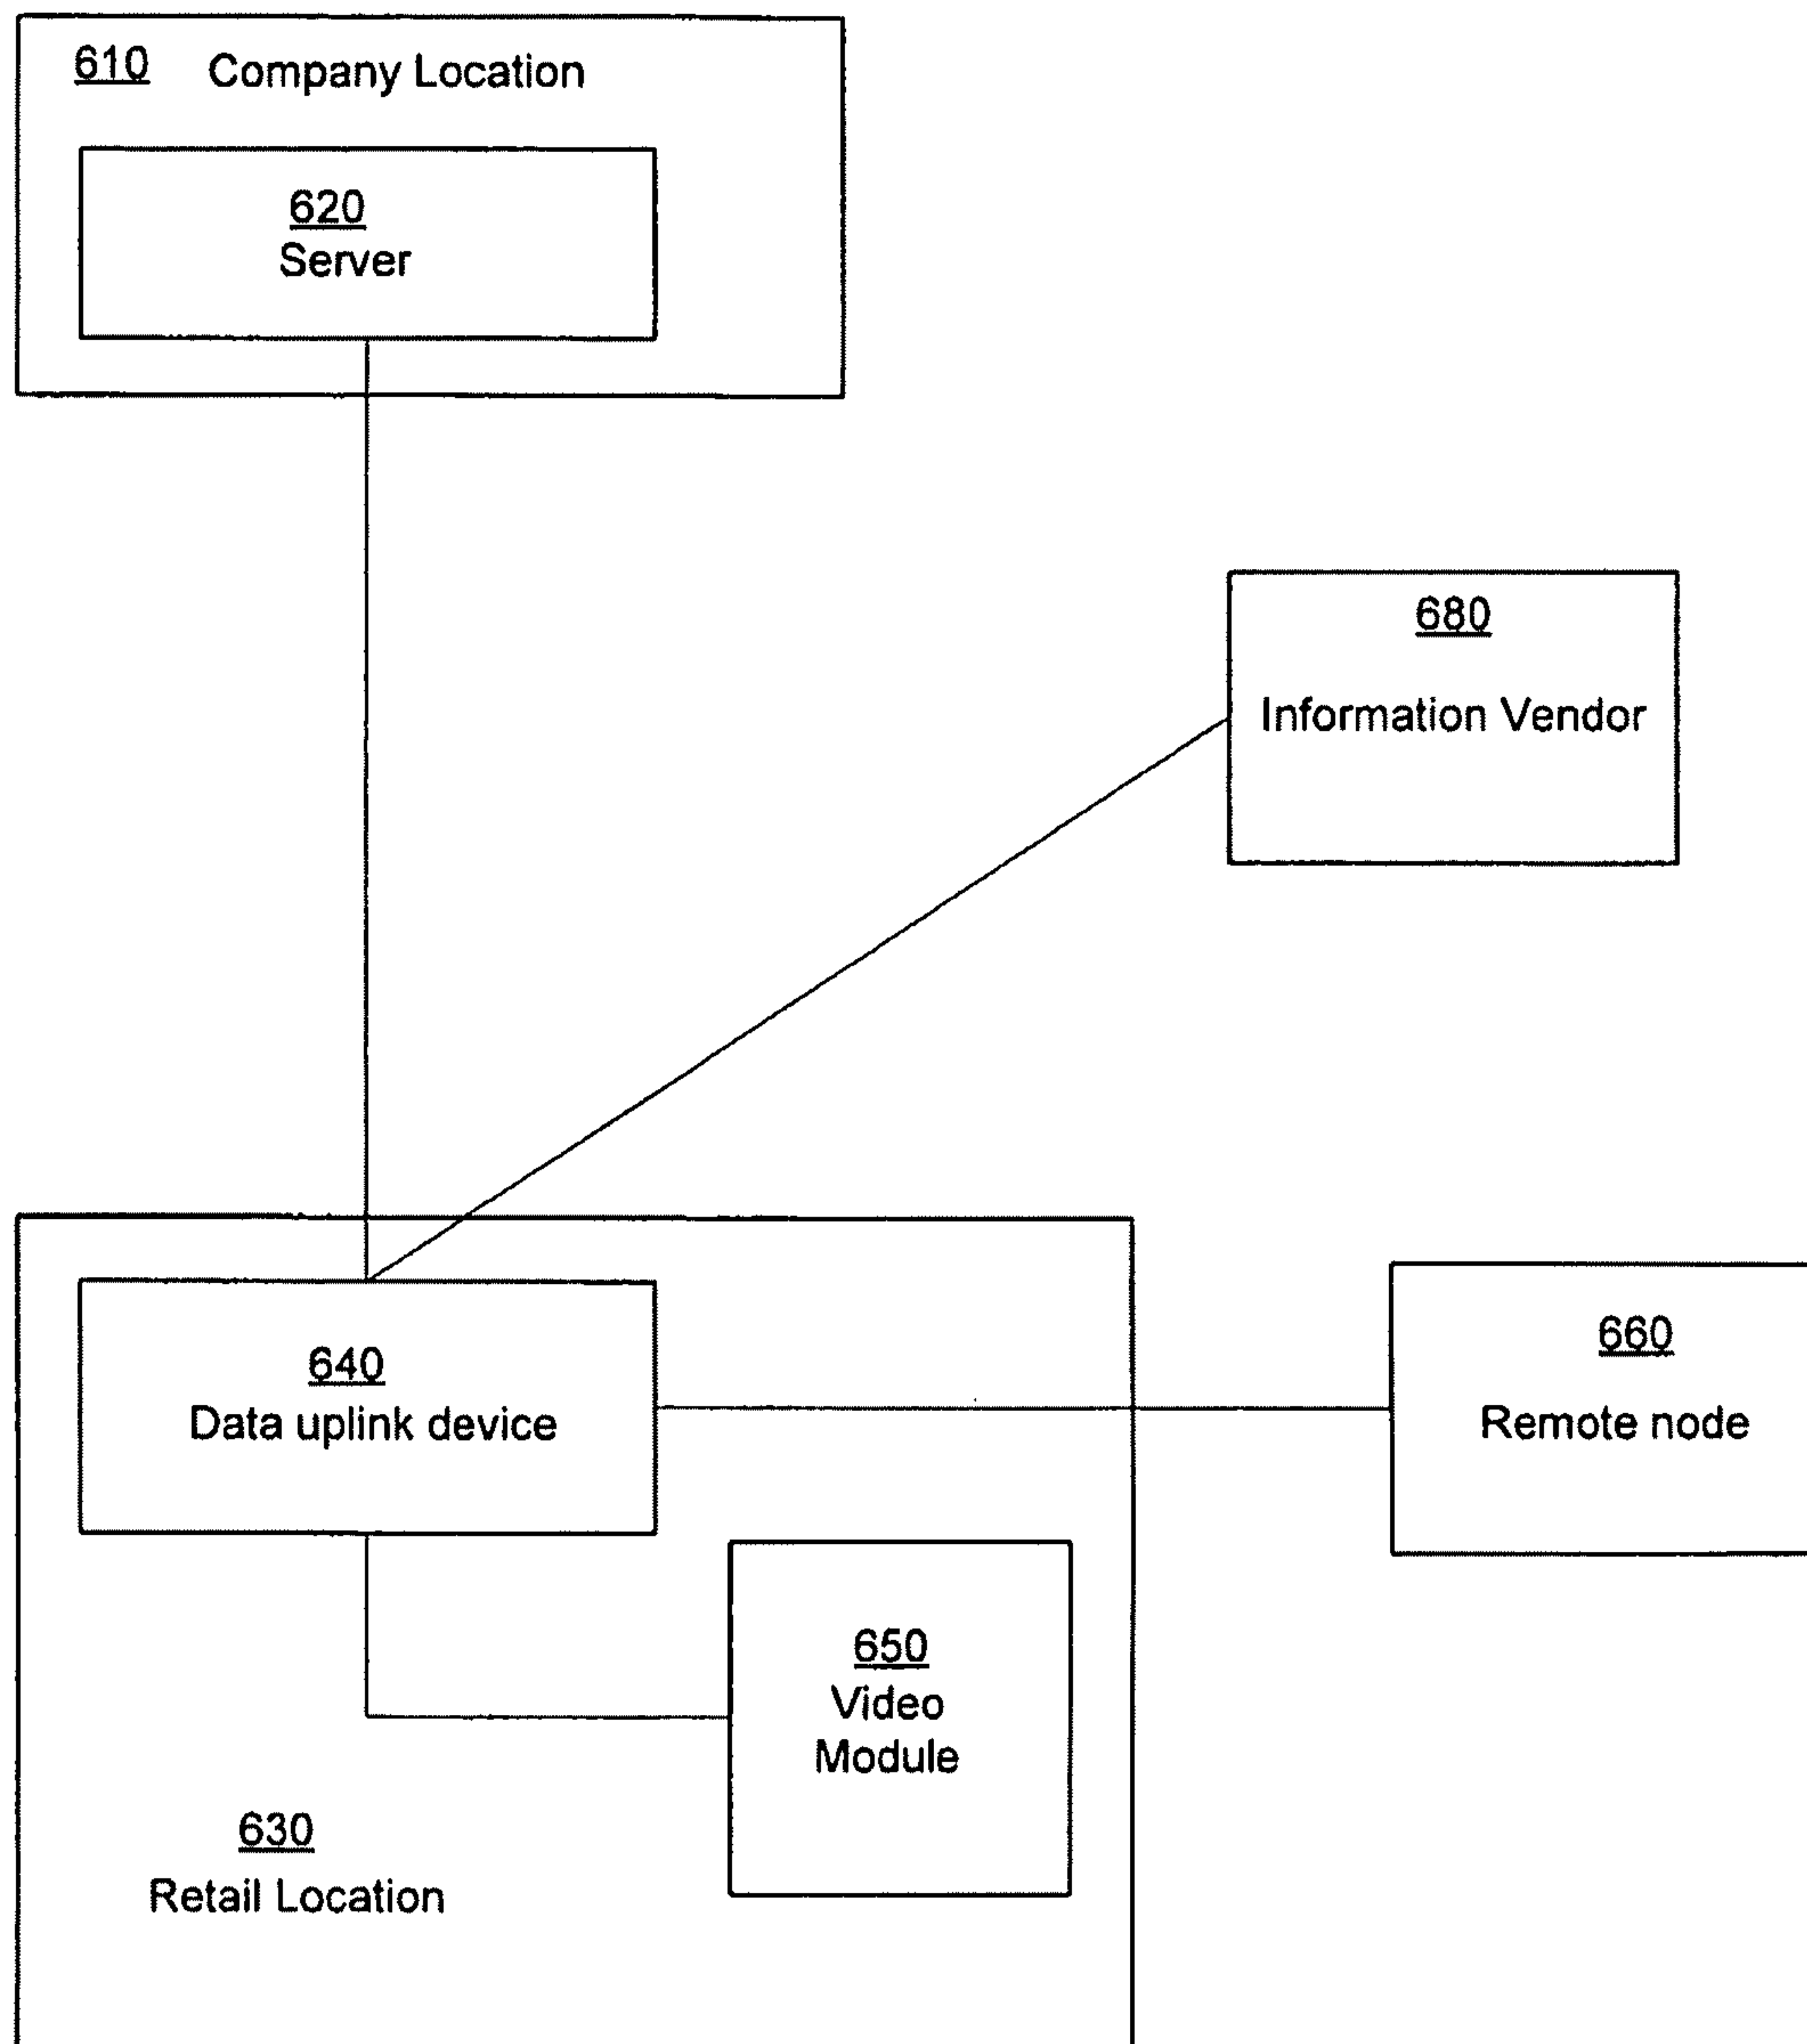 610 Company Location
620
Server
680
Information Vendor
640
Data uplink device
660
Remote node
650
Video
Module
630
Retail Location